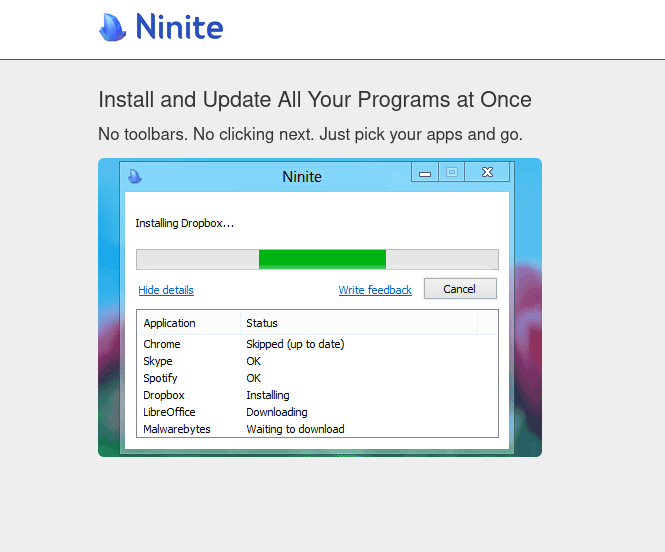 Ninite
Install and Update All Your Programs at Once
No toolbars. No clicking next. Just pick your apps and go.
Ninite
Installing Dropbox...
Hide details Write feedback Cancel
Application Status
Chrome Skipped (up to date)
Skype OK
Spotify OK
Dropbox Installing
LibreOffice Downloading
Malwarebytes Waiting to download